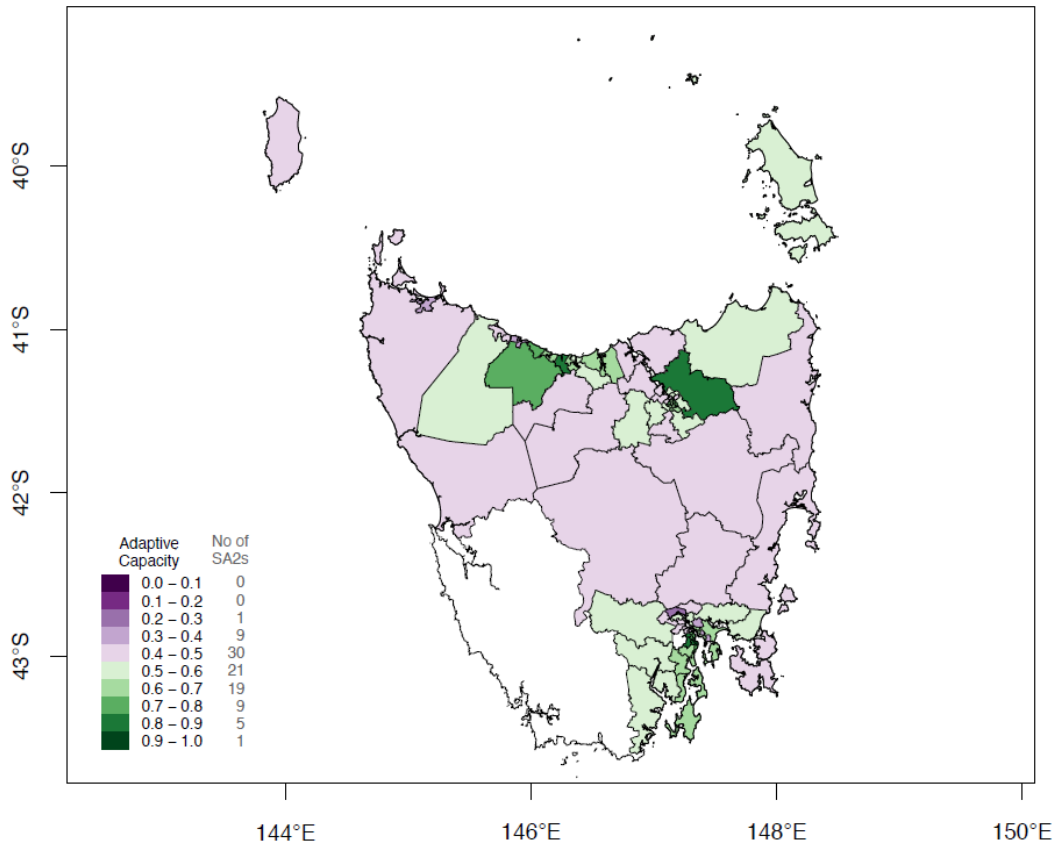 40°S
41°S
42°S
43°S
Adaptive Capacity No of SA2s
0.0 – 0.1 0
0.1 – 0.2 0
0.2 – 0.3 1
0.3 – 0.4 9
0.4 – 0.5 30
0.5 – 0.6 21
0.6 – 0.7 19
0.7 – 0.8 9
0.8 – 0.9 5
0.9 – 1.0 1
144°E 146°E 148°E 150°E